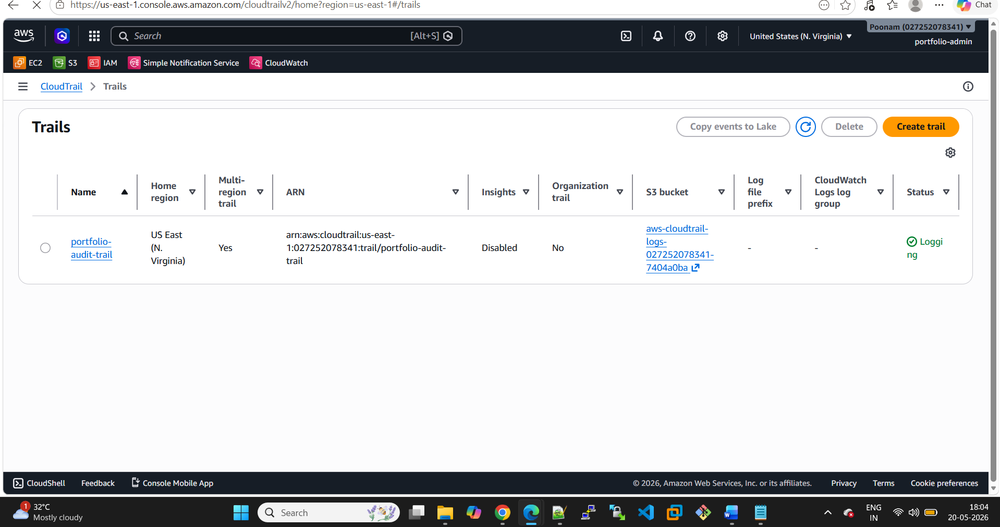 https://us-east-1.console.aws.amazon.com/cloudtrailv2/home?region=us-east-1#/trails
Chat
aws
Search
[Alt+S]
United States (N. Virginia)
Poonam (027252078341)
portfolio-admin
EC2
S3
IAM
Simple Notification Service
CloudWatch
CloudTrail
Trails
Trails
Copy events to Lake
Delete
Create trail
Name
Home
region
Multi-
region
trail
ARN
Insights
Organization
trail
S3 bucket
Log
file
prefix
CloudWatch
Logs log
group
Status
portfolio-
audit-trail
US East
(N.
Virginia)
Yes
arn:aws:cloudtrail:us-east-
1:027252078341:trail/portfolio-audit-
trail
Disabled
No
aws-cloudtrail-
logs-
027252078341-
7404a0ba
-
-
Loggi
ng
CloudShell
Feedback
Console Mobile App
© 2026, Amazon Web Services, Inc. or its affiliates.
Privacy
Terms
Cookie preferences
1
32°C
Mostly cloudy
Search
ENG
IN
18:04
20-05-2026